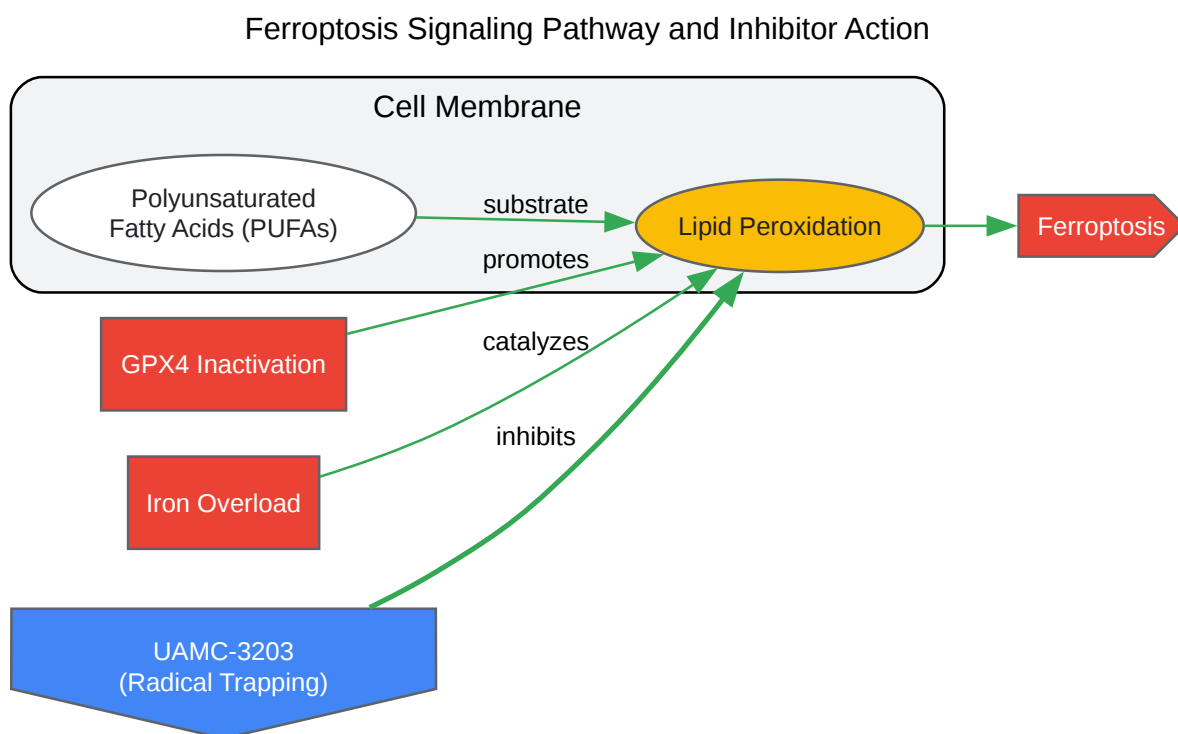 Ferroptosis Signaling Pathway and Inhibitor Action
Cell Membrane
Polyunsaturated
Fatty Acids (PUFAs)
substrate
Lipid Peroxidation
Ferroptosis
promotes
GPX4 Inactivation
catalyzes
inhibits
Iron Overload
UAMC-3203
(Radical Trapping)